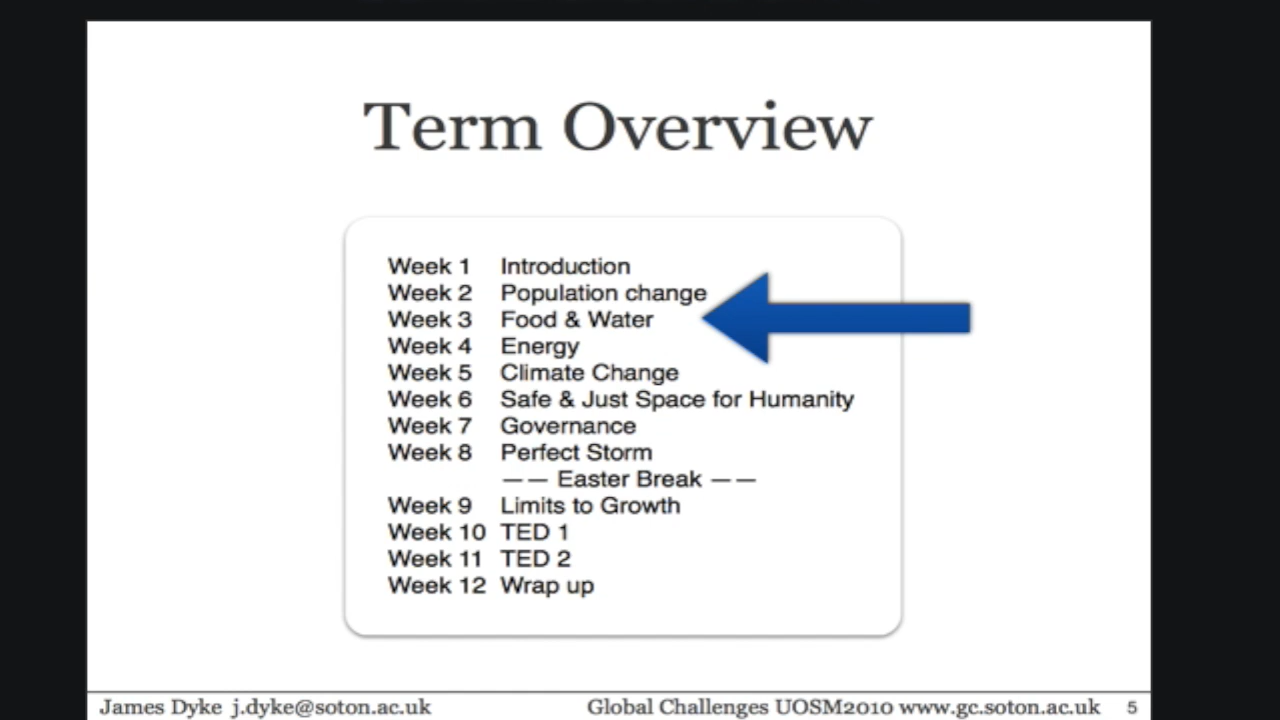 Term Overview
Week 1 Introduction
Week 2 Population change
Week 3 Food & Water
Week 4 Energy
Week 5 Climate Change
Week 6 Safe & Just Space for Humanity
Week 7 Governance
Week 8 Perfect Storm
—— Easter Break ——
Week 9 Limits to Growth
Week 10 TED 1
Week 11 TED 2
Week 12 Wrap up
James Dyke j.dyke@soton.ac.uk Global Challenges UOSM2010 www.gc.soton.ac.uk 5